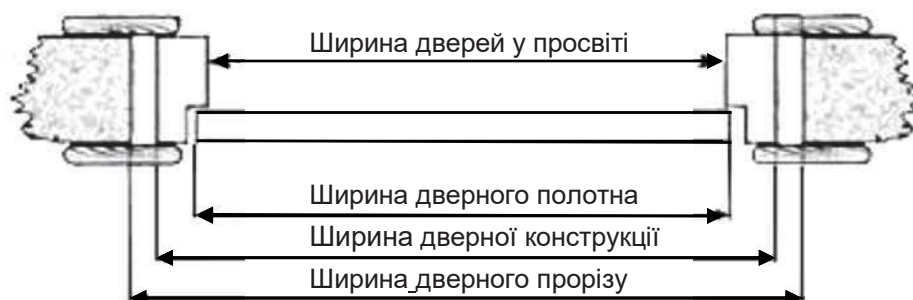 Ширина дверей у просвіті
Ширина дверного полотна
Ширина дверної конструкції
Ширина дверного прорізу